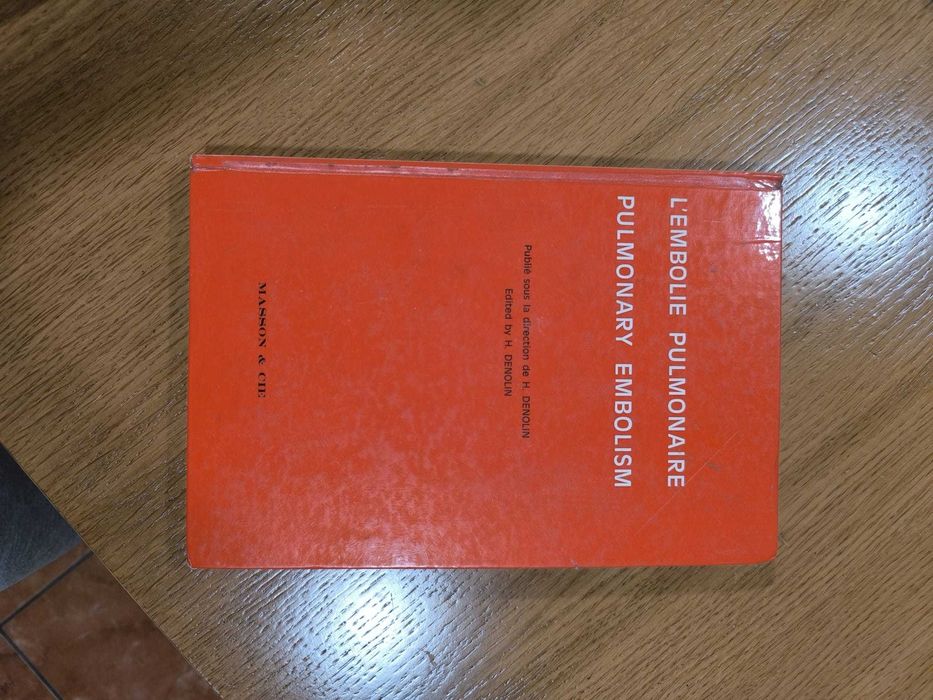 L'EMBOLIE PULMONAIRE
PULMONARY EMBOLISM
Publié sous la direction de H. DENOLIN
Edited by H. DENOLIN
MASSON & CIE